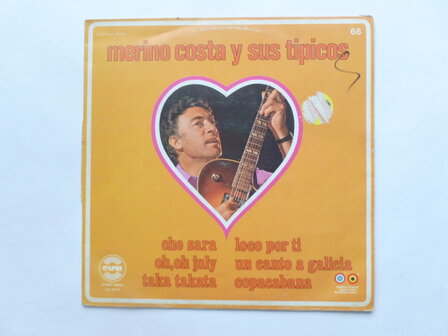 65
merino costa y sus tipicos
che sara
oh, oh july
taka takata
loco por ti
un canto a galicia
copacabana